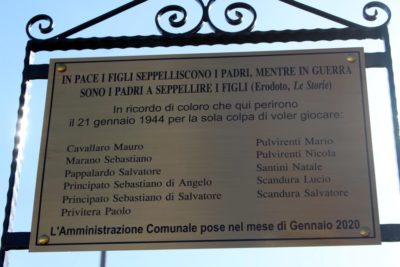 IN PACE I FIGLI SEPPELLISCONO I PADRI, MENTRE IN GUERRA
SONO I PADRI A SEPPELLIRE I FIGLI (Erodoto, Le Storie)
In ricordo di coloro che qui perirono
il 21 gennaio 1944 per la sola colpa di voler giocare:
Cavallaro Mauro
Marano Sebastiano
Pappalardo Salvatore
Principato Sebastiano di Angelo
Principato Sebastiano di Salvatore
Privitera Paolo
Pulvirenti Mario
Pulvirenti Nicola
Santini Natale
Scandura Lucio
Scandura Salvatore
L'Amministrazione Comunale pose nel mese di Gennaio 2020